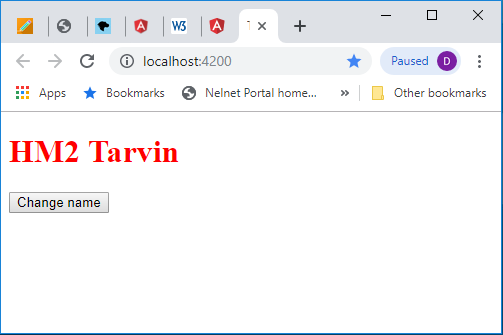 W3
T
localhost:4200
Paused
D
Apps
Bookmarks
Nelnet Portal home...
»
Other bookmarks
HM2 Tarvin
Change name